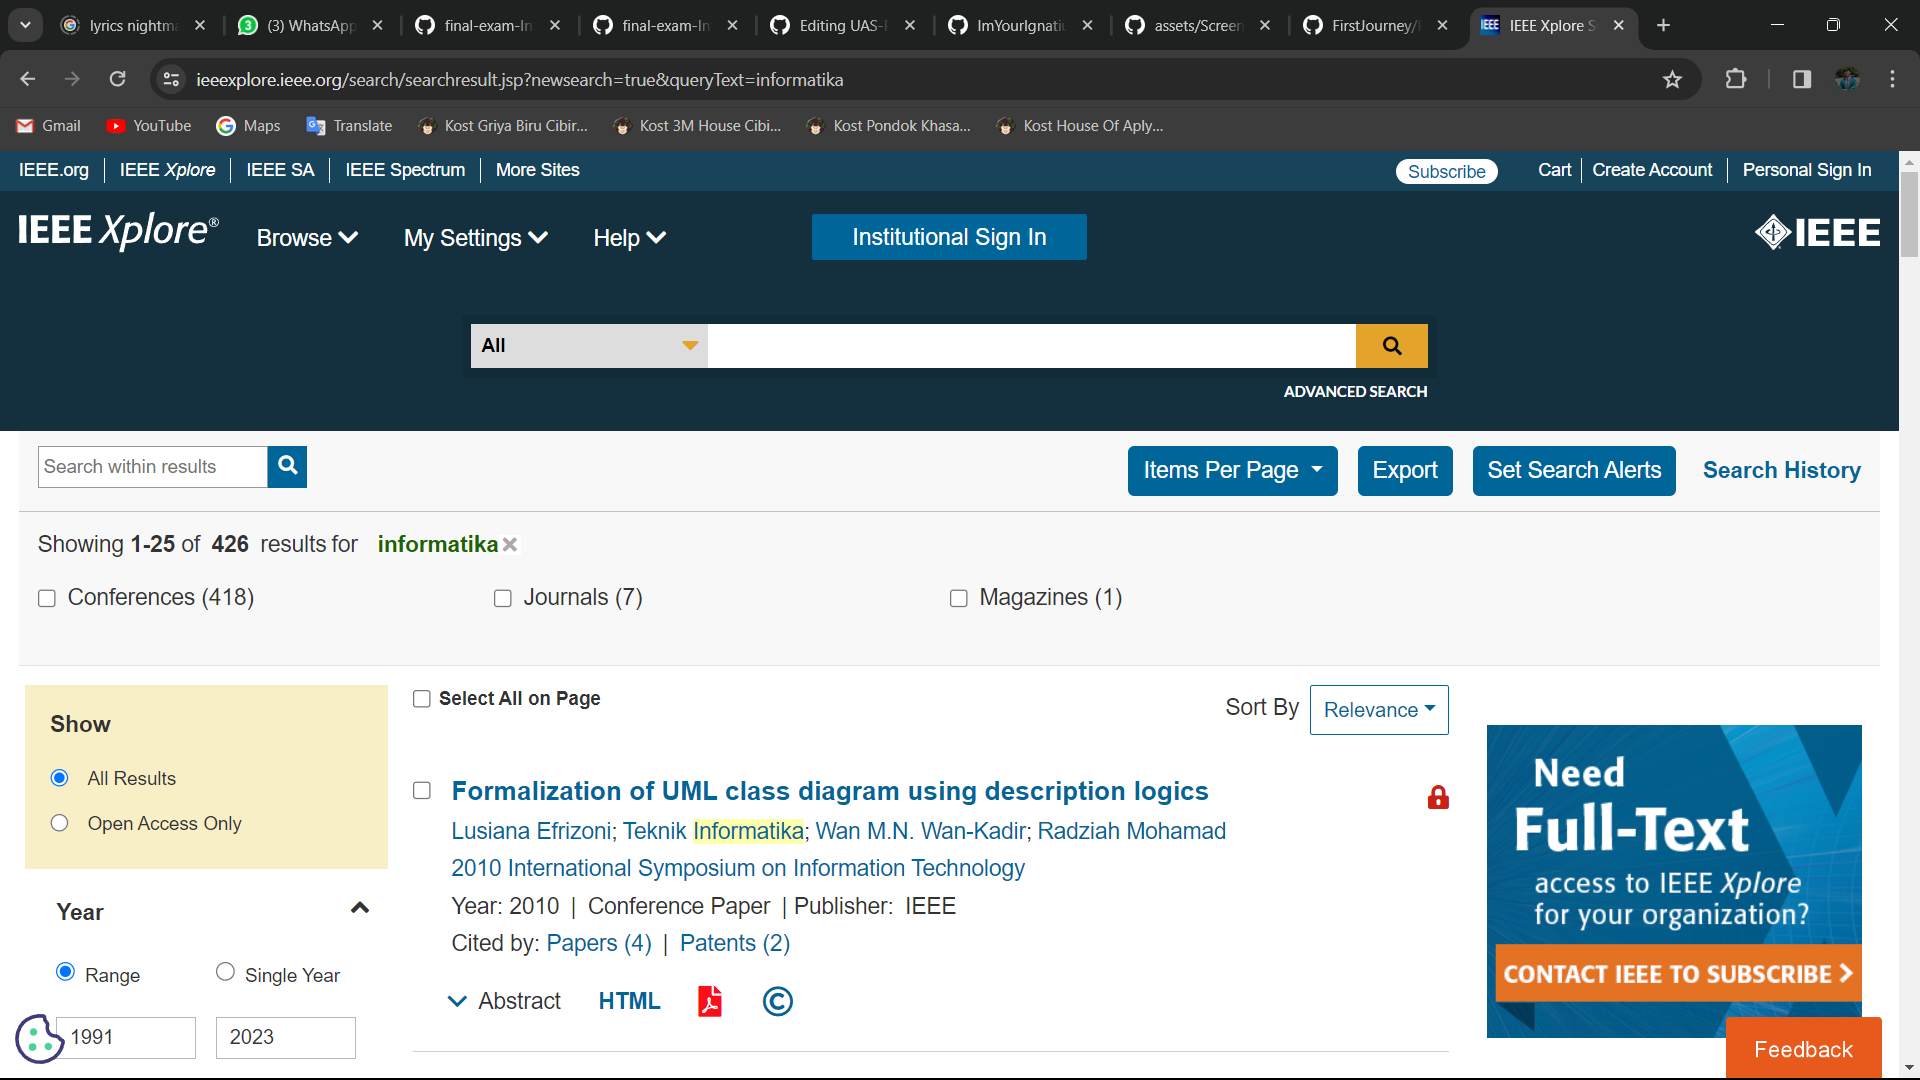 lyrics nightm
(3) WhatsApp
final-exam-In
final-exam-In
Editing UAS-F
ImYourIgnatiu
assets/Screen
FirstJourney/
IEEE Xplore S
ieeexplore.ieee.org/search/searchresult.jsp?newsearch=true&queryText=informatika
Gmail
YouTube
Maps
Translate
Kost Griya Biru Cibir...
Kost 3M House Cibi...
Kost Pondok Khasa...
Kost House Of Aply...
IEEE.org
IEEE Xplore
IEEE SA
IEEE Spectrum
More Sites
Subscribe
Cart
Create Account
Personal Sign In
IEEE Xplore®
Browse
My Settings
Help
Institutional Sign In
IEEE
All
ADVANCED SEARCH
Search within results
Items Per Page
Export
Set Search Alerts
Search History
Showing 1-25 of 426 results for informatika
Conferences (418)
Journals (7)
Magazines (1)
Show
All Results
Open Access Only
Year
Range
Single Year
1991
2023
Select All on Page
Sort By
Relevance
Formalization of UML class diagram using description logics
Lusiana Efrizoni; Teknik Informatika; Wan M.N. Wan-Kadir; Radziah Mohamad
2010 International Symposium on Information Technology
Year: 2010 | Conference Paper | Publisher: IEEE
Cited by: Papers (4) | Patents (2)
Abstract
HTML
©
Need
Full-Text
access to IEEE Xplore
for your organization?
CONTACT IEEE TO SUBSCRIBE
Feedback